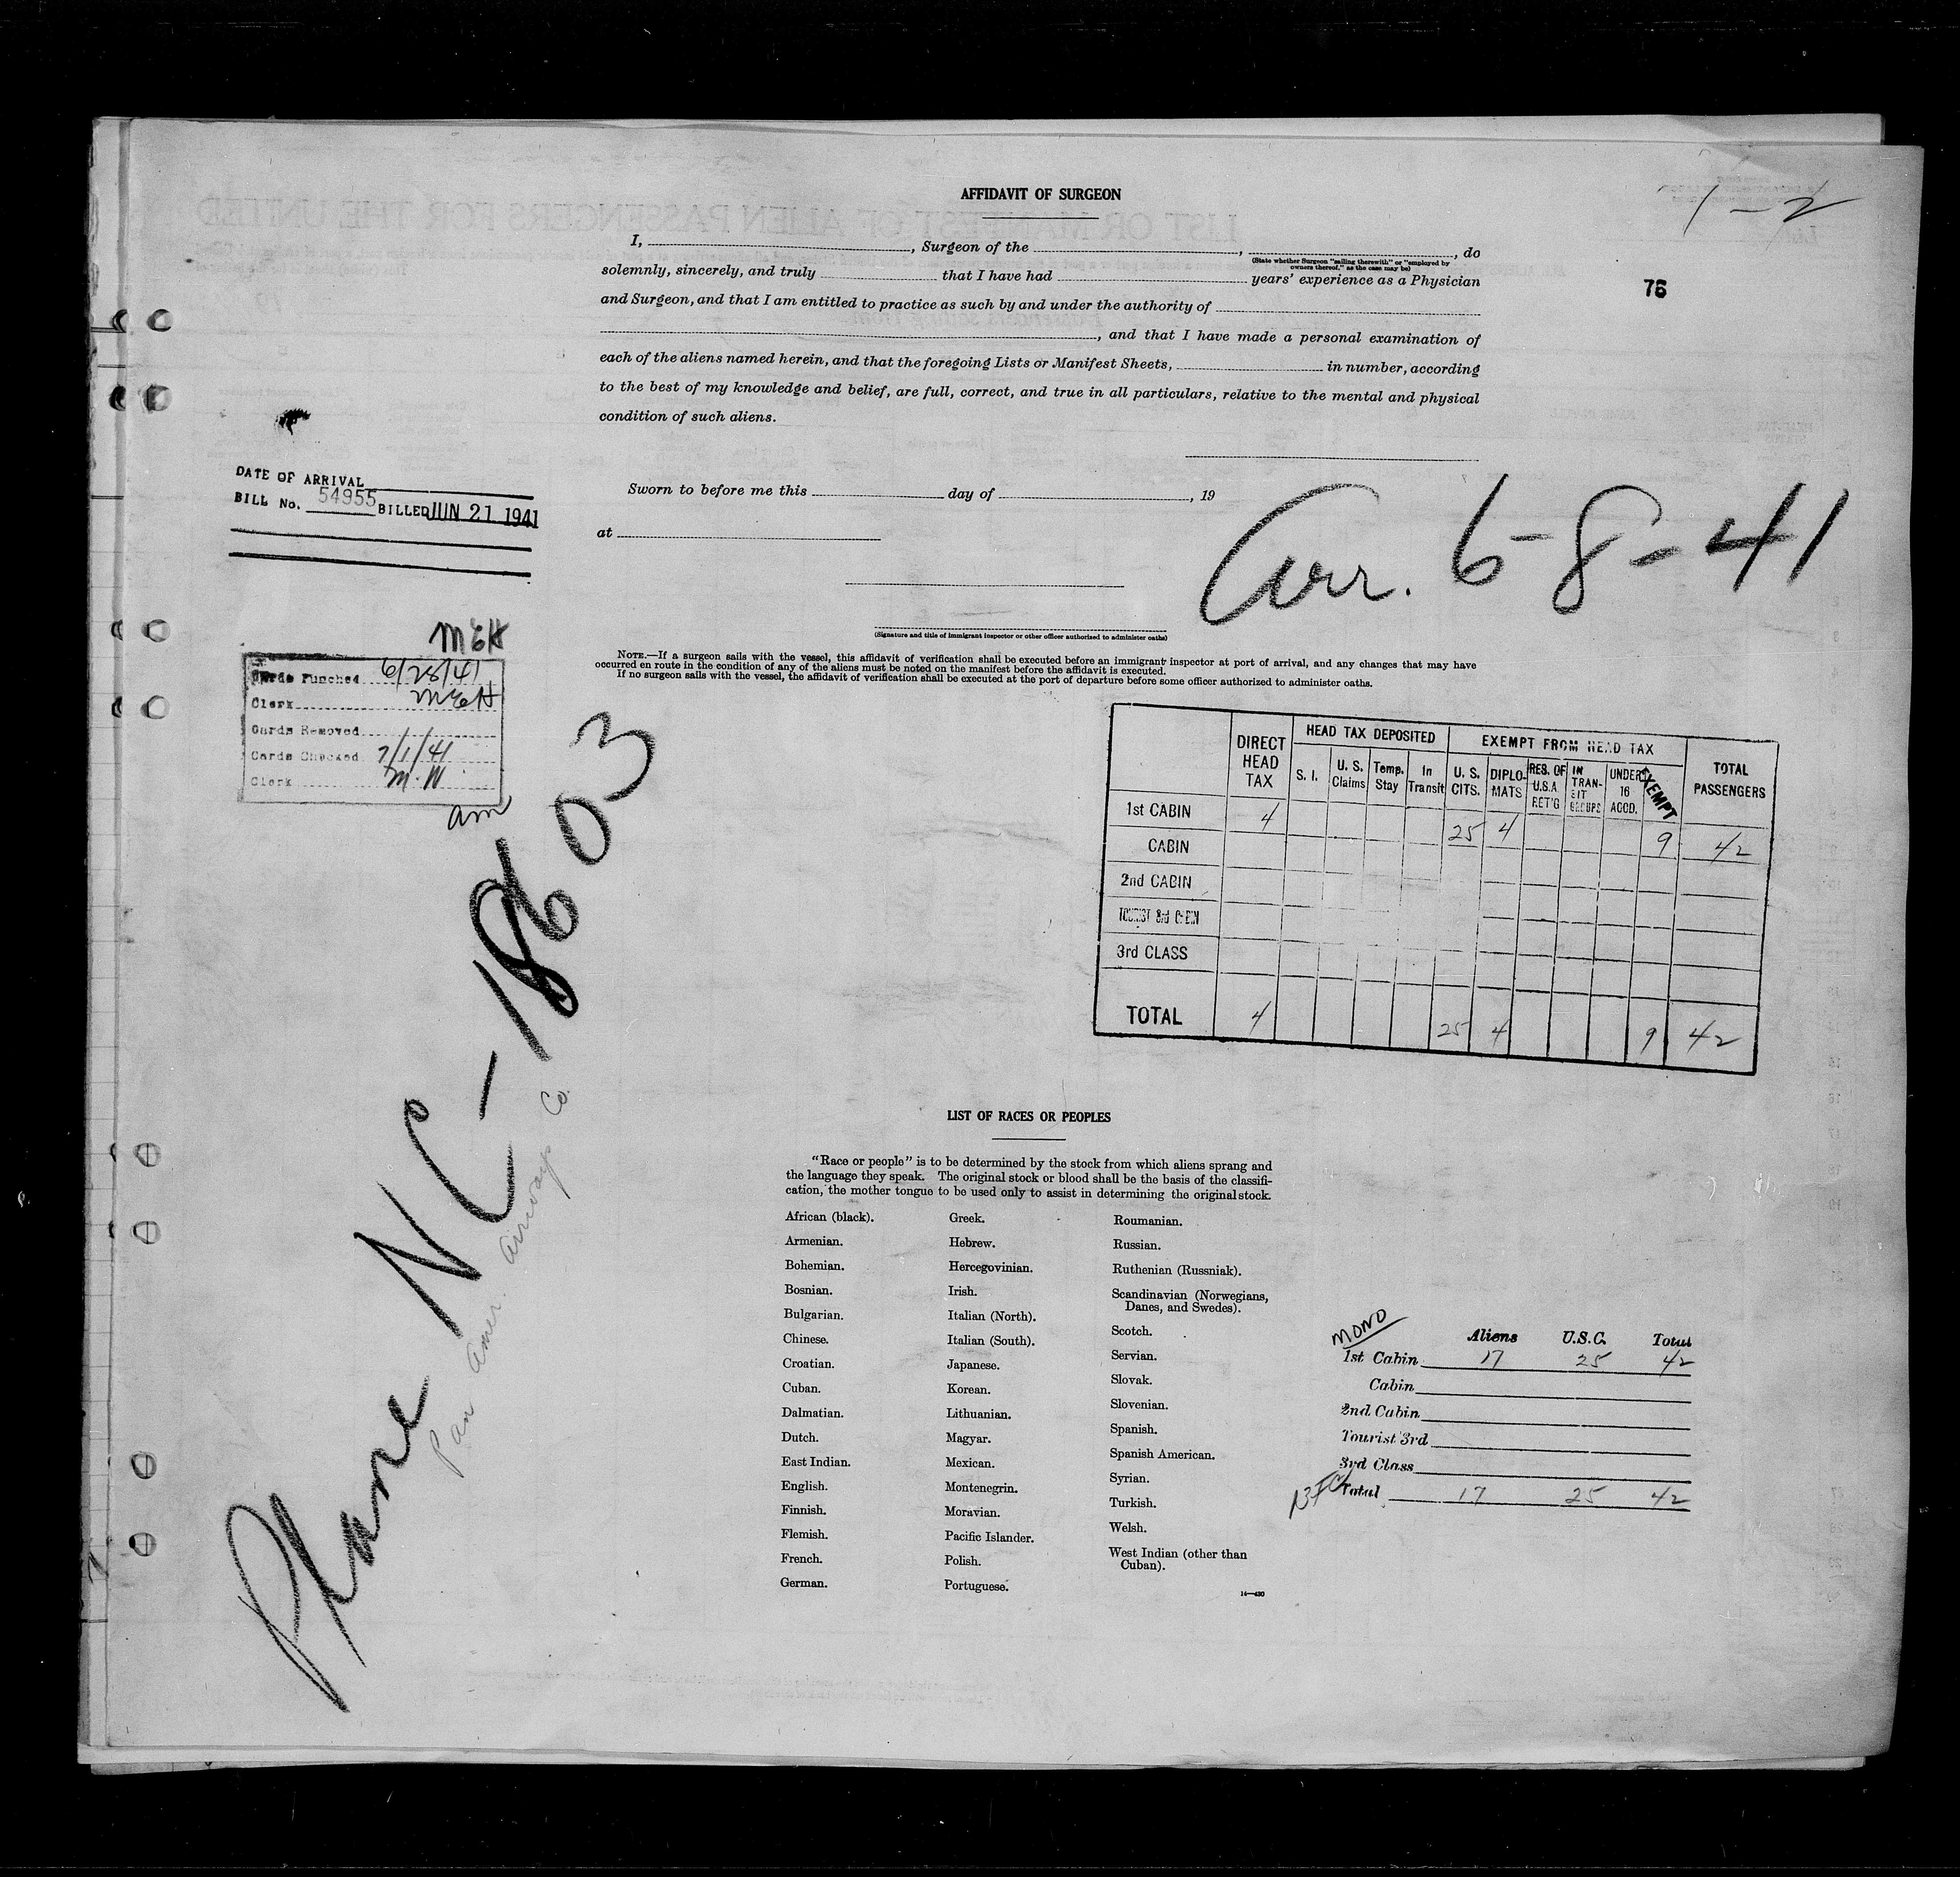 1-2
AFFIDAVIT OF SURGEON
I, , Surgeon of the , , do
(State whether Surgeon "sailing therewith" or "employed by
owners thereof," as the case may be)
solemnly, sincerely, and truly that I have had years' experience as a Physician
76
and Surgeon, and that I am entitled to practice as such by and under the authority of
, and that I have made a personal examination of
each of the aliens named herein, and that the foregoing Lists or Manifest Sheets, in number, according
to the best of my knowledge and belief, are full, correct, and true in all particulars, relative to the mental and physical
condition of such aliens.
DATE OF ARRIVAL
BILL No. 54955 BILLED JUN 21 1941
Sworn to before me this day of , 19
at
Arr. 6-8-41
(Signature and title of immigrant inspector or other officer authorized to administer oaths)
NOTE.—If a surgeon sails with the vessel, this affidavit of verification shall be executed before an immigrant inspector at port of arrival, and any changes that may have
occurred en route in the condition of any of the aliens must be noted on the manifest before the affidavit is executed.
If no surgeon sails with the vessel, the affidavit of verification shall be executed at the port of departure before some officer authorized to administer oaths.
MEH
Cards Punched 6/28/41
Clerk MEH
Cards Removed
Cards Checked 7/1/41
Clerk M.W.
am
Plane NC-18603
Pan Amer. Airways Co.
DIRECT HEAD TAX
HEAD TAX DEPOSITED
EXEMPT FROM HEAD TAX
TOTAL PASSENGERS
S. I. U. S. Claims Temp. Stay In Transit U. S. CITS. DIPLOMATS RES. OF U.S.A. RET'G IN TRANSIT GROUPS UNDER 16 ACCD. EXEMPT
1st CABIN 4 25 4 9 42
CABIN
2nd CABIN
TOURIST 3rd CABIN
3rd CLASS
TOTAL 4 25 4 9 42
LIST OF RACES OR PEOPLES
"Race or people" is to be determined by the stock from which aliens sprang and
the language they speak. The original stock or blood shall be the basis of the classifi-
cation, the mother tongue to be used only to assist in determining the original stock.
African (black).
Armenian.
Bohemian.
Bosnian.
Bulgarian.
Chinese.
Croatian.
Cuban.
Dalmatian.
Dutch.
East Indian.
English.
Finnish.
Flemish.
French.
German.
Greek.
Hebrew.
Hercegovinian.
Irish.
Italian (North).
Italian (South).
Japanese.
Korean.
Lithuanian.
Magyar.
Mexican.
Montenegrin.
Moravian.
Pacific Islander.
Polish.
Portuguese.
Roumanian.
Russian.
Ruthenian (Russniak).
Scandinavian (Norwegians,
Danes, and Swedes).
Scotch.
Servian.
Slovak.
Slovenian.
Spanish.
Spanish American.
Syrian.
Turkish.
Welsh.
West Indian (other than
Cuban).
14—430
MONO
Aliens U.S.C. Total
1st Cabin 17 25 42
Cabin
2nd Cabin
Tourist 3rd
3rd Class
Total 17 25 42